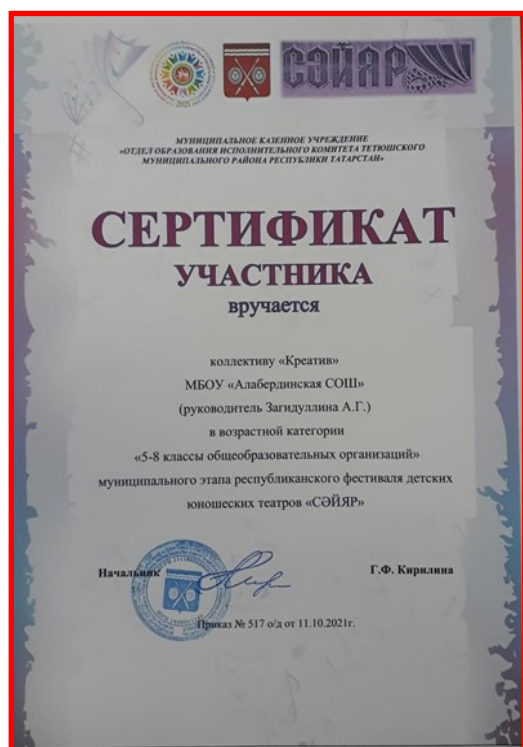 2021
СӘЙЯР
МУНИЦИПАЛЬНОЕ КАЗЕННОЕ УЧРЕЖДЕНИЕ
«ОТДЕЛ ОБРАЗОВАНИЯ ИСПОЛНИТЕЛЬНОГО КОМИТЕТА ТЕТЮШСКОГО
МУНИЦИПАЛЬНОГО РАЙОНА РЕСПУБЛИКИ ТАТАРСТАН»
СЕРТИФИКАТ
УЧАСТНИКА
вручается
коллективу «Креатив»
МБОУ «Алабердинская СОШ»
(руководитель Загидуллина А.Г.)
в возрастной категории
«5-8 классы общеобразовательных организаций»
муниципального этапа республиканского фестиваля детских
юношеских театров «СӘЙЯР»
Начальник Г.Ф. Кирилина
Приказ № 517 о/д от 11.10.2021г.